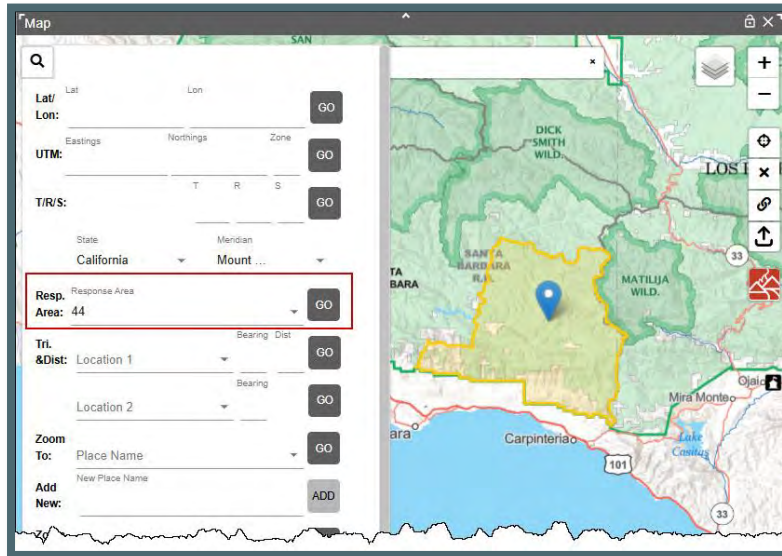 Map
SAN
Lat/ Lon:
Lat
Lon
GO
UTM:
Eastings
Northings
Zone
GO
T/R/S:
T
R
S
GO
State
California
Meridian
Mount ...
Resp. Area:
Response Area
44
GO
Tri. &Dist:
Location 1
Bearing
Dist
GO
Location 2
Bearing
GO
Zoom To:
Place Name
GO
Add New:
New Place Name
ADD
DICK
SMITH
WILD.
LOS
33
SANTA
BARBARA
BARA
MATILIJA
WILD.
Ojai
Mira Monte
Carpinteria
Lake
Casitas
101
33